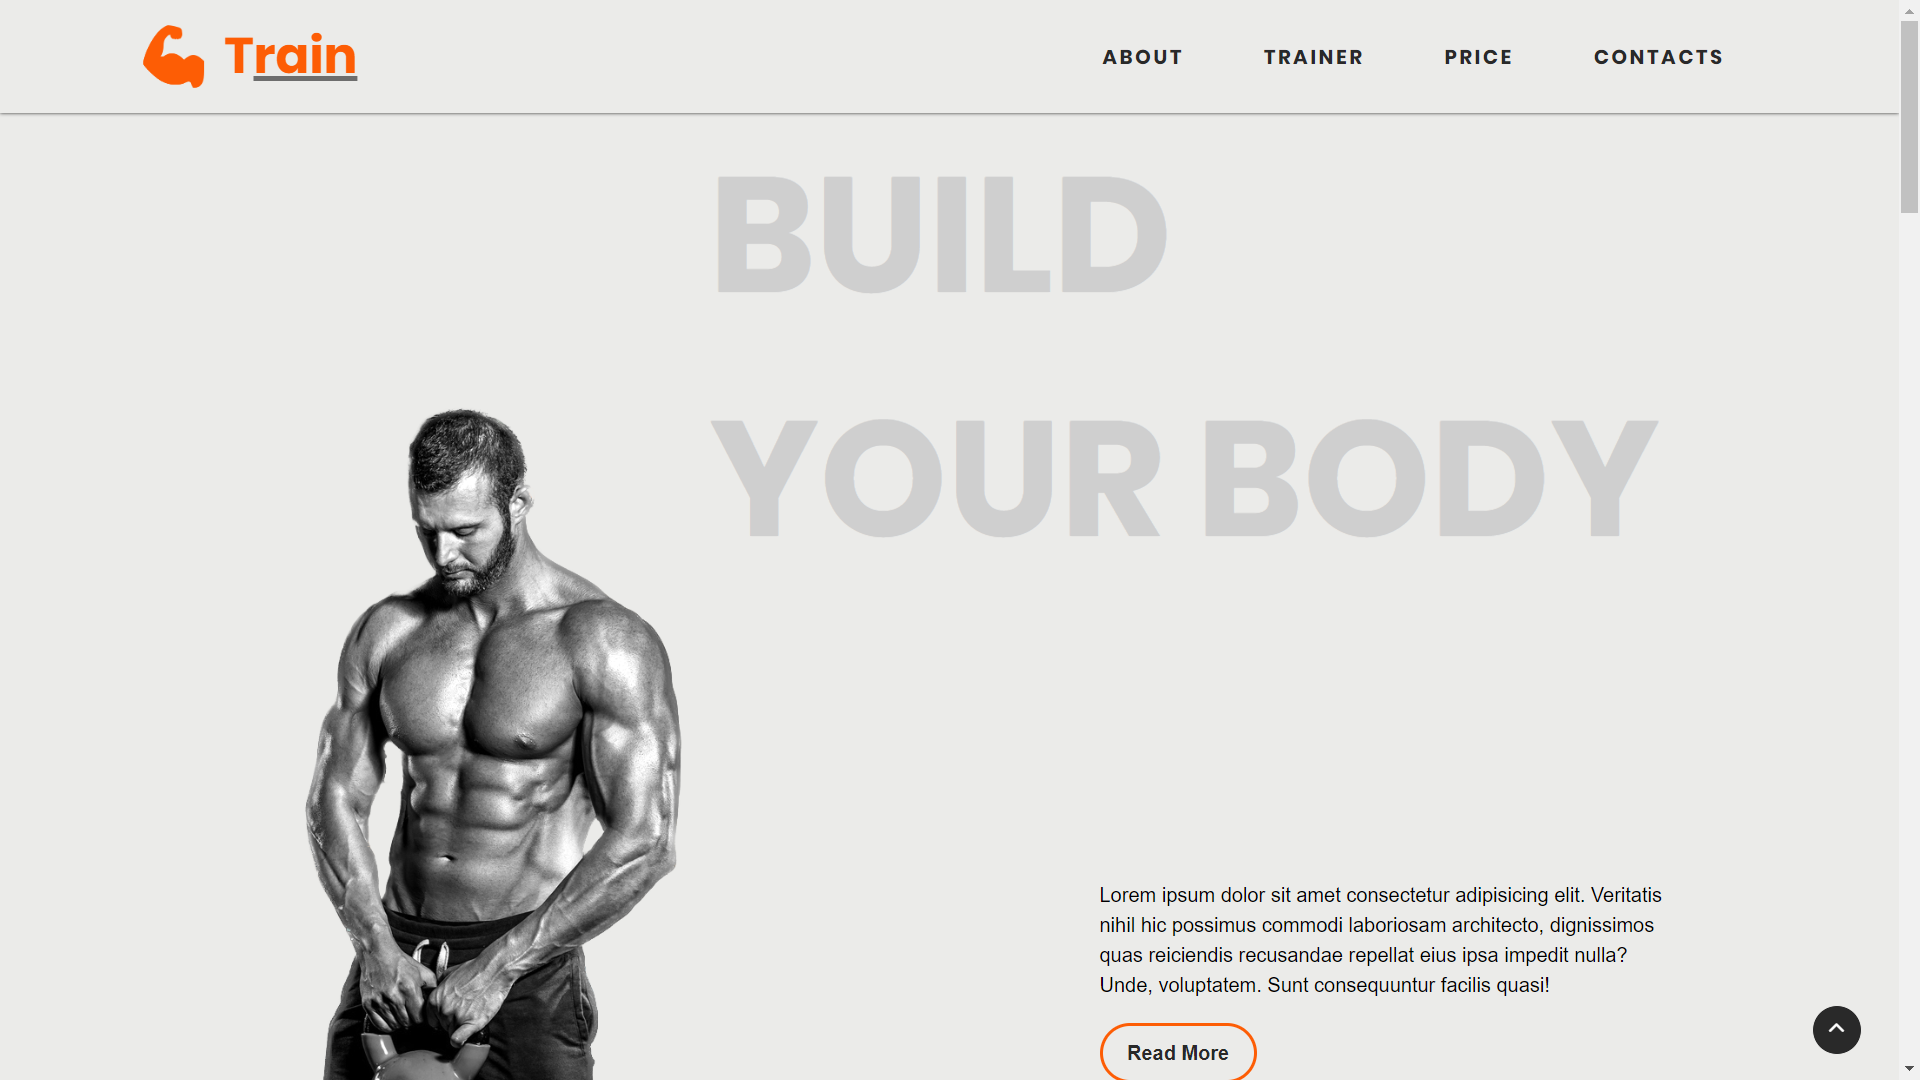 Train
ABOUT TRAINER PRICE CONTACTS
BUILD
YOUR BODY
Lorem ipsum dolor sit amet consectetur adipisicing elit. Veritatis
nihil hic possimus commodi laboriosam architecto, dignissimos
quas reiciendis recusandae repellat eius ipsa impedit nulla?
Unde, voluptatem. Sunt consequuntur facilis quasi!
Read More